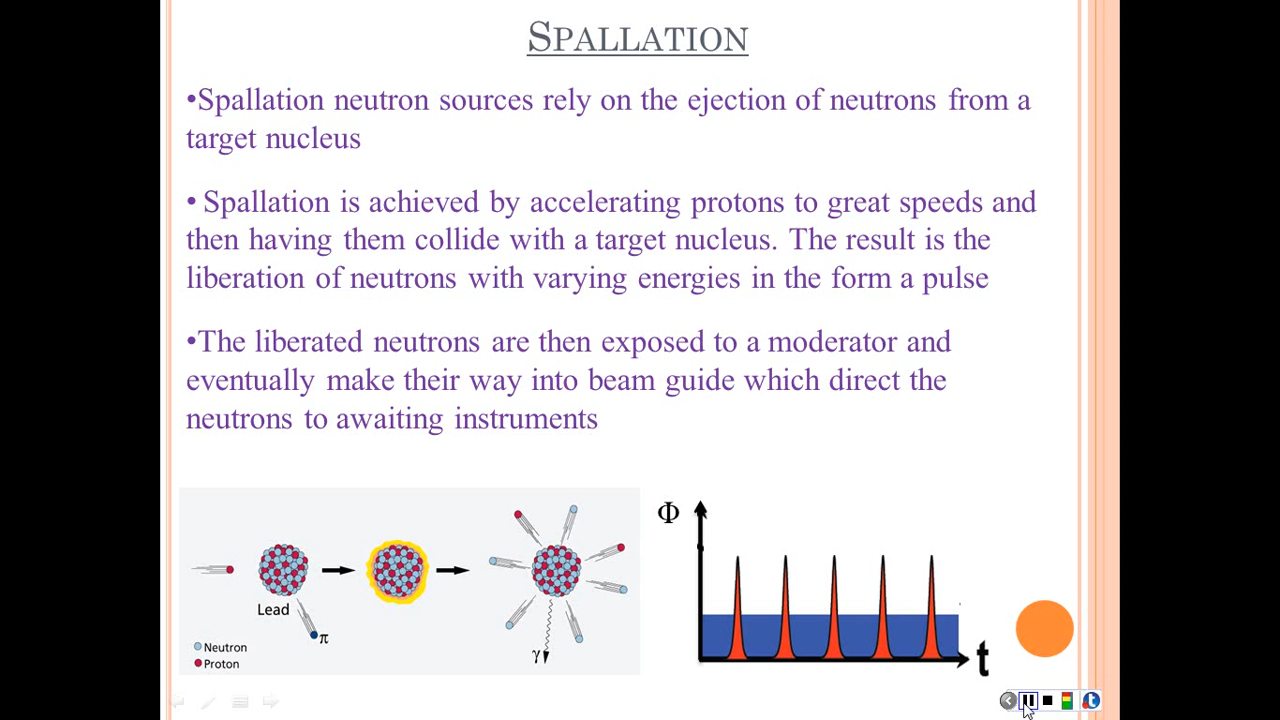 SPALLATION
•Spallation neutron sources rely on the ejection of neutrons from a
target nucleus
• Spallation is achieved by accelerating protons to great speeds and
then having them collide with a target nucleus. The result is the
liberation of neutrons with varying energies in the form a pulse
•The liberated neutrons are then exposed to a moderator and
eventually make their way into beam guide which direct the
neutrons to awaiting instruments
Lead
π
γ
Neutron
Proton
Φ
t